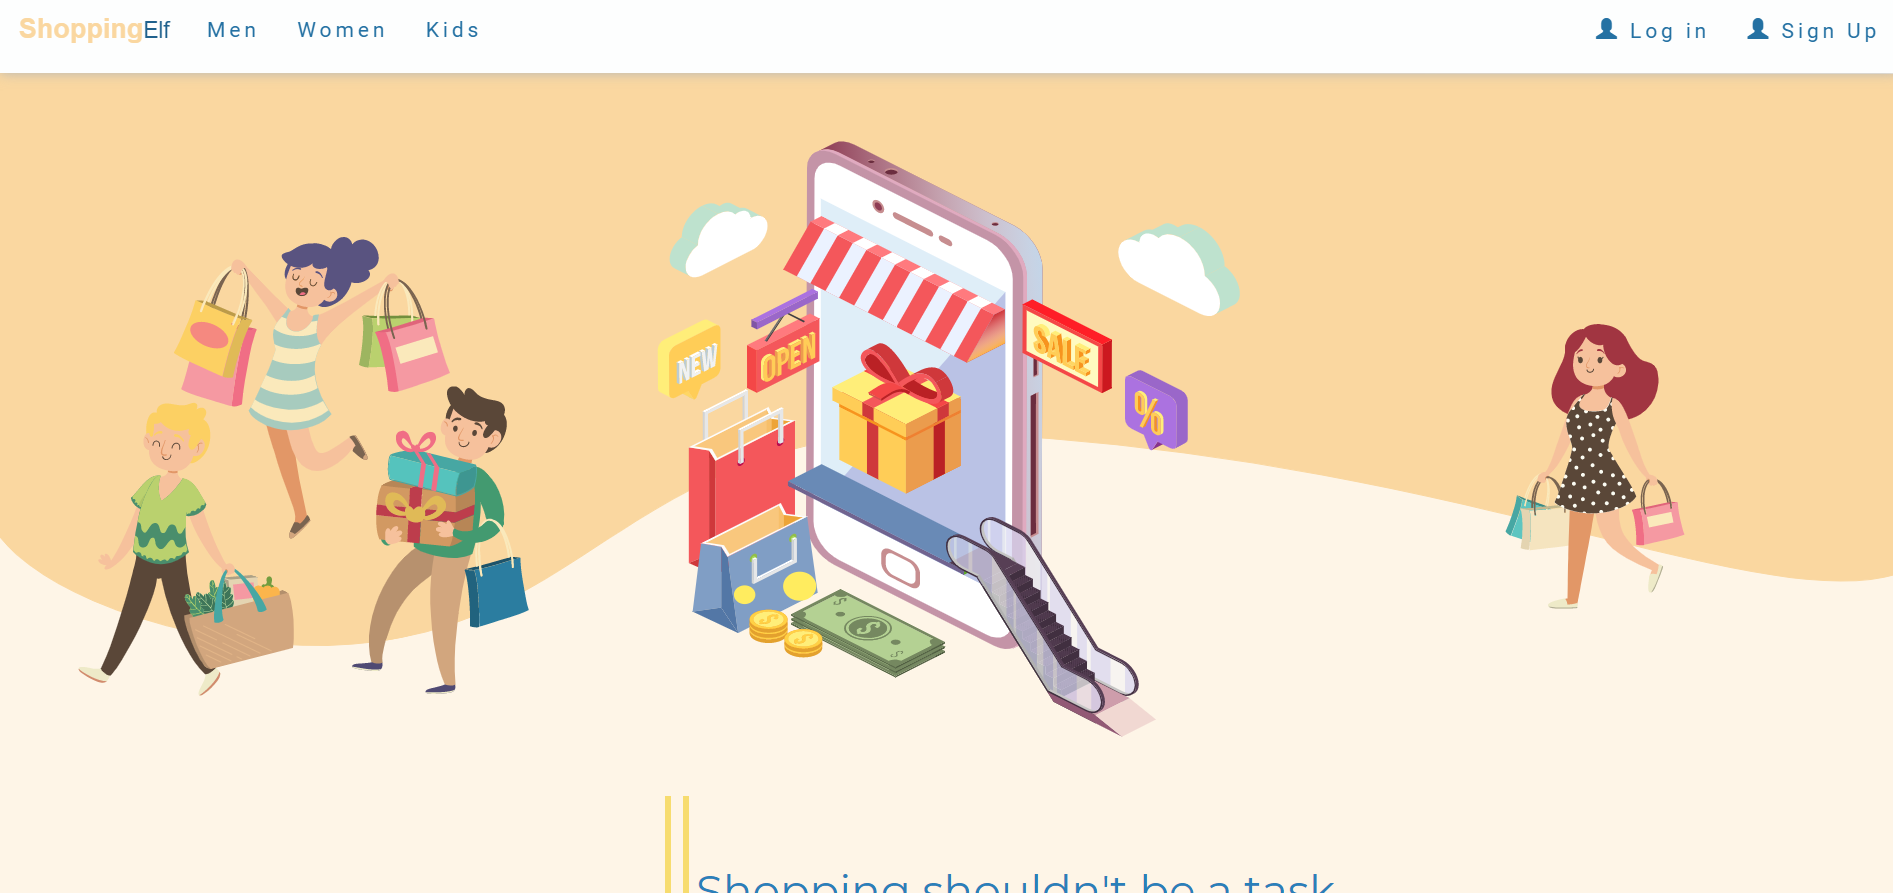 ShoppingElf Men Women Kids Log in Sign Up
NEW
OPEN
SALE
%
Shopping shouldn't be a task